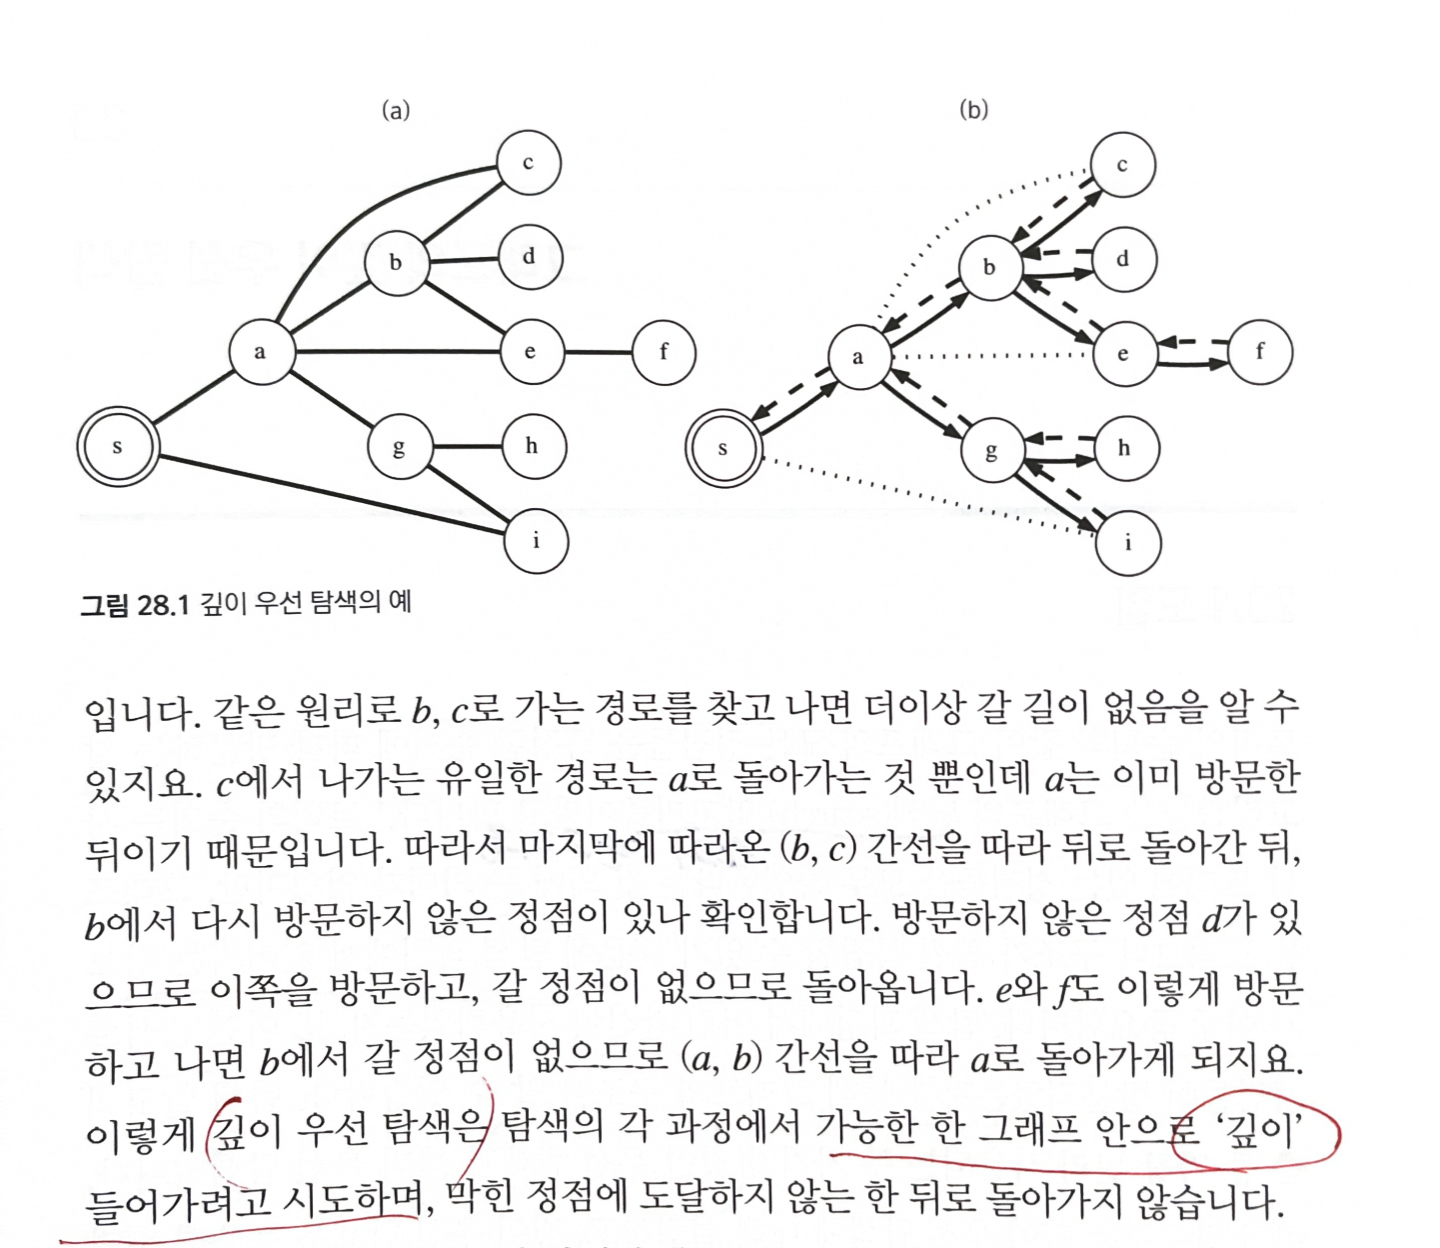 (a)
(b)
c
b
d
a
e
f
s
g
h
i
c
b
d
a
e
f
s
g
h
i
그림 28.1 깊이 우선 탐색의 예
입니다. 같은 원리로 b, c로 가는 경로를 찾고 나면 더이상 갈 길이 없음을 알 수
있지요. c에서 나가는 유일한 경로는 a로 돌아가는 것 뿐인데 a는 이미 방문한
뒤이기 때문입니다. 따라서 마지막에 따라온 (b, c) 간선을 따라 뒤로 돌아간 뒤,
b에서 다시 방문하지 않은 정점이 있나 확인합니다. 방문하지 않은 정점 d가 있
으므로 이쪽을 방문하고, 갈 정점이 없으므로 돌아옵니다. e와 f도 이렇게 방문
하고 나면 b에서 갈 정점이 없으므로 (a, b) 간선을 따라 a로 돌아가게 되지요.
이렇게 깊이 우선 탐색은 탐색의 각 과정에서 가능한 한 그래프 안으로 ‘깊이’
들어가려고 시도하며, 막힌 정점에 도달하지 않는 한 뒤로 돌아가지 않습니다.